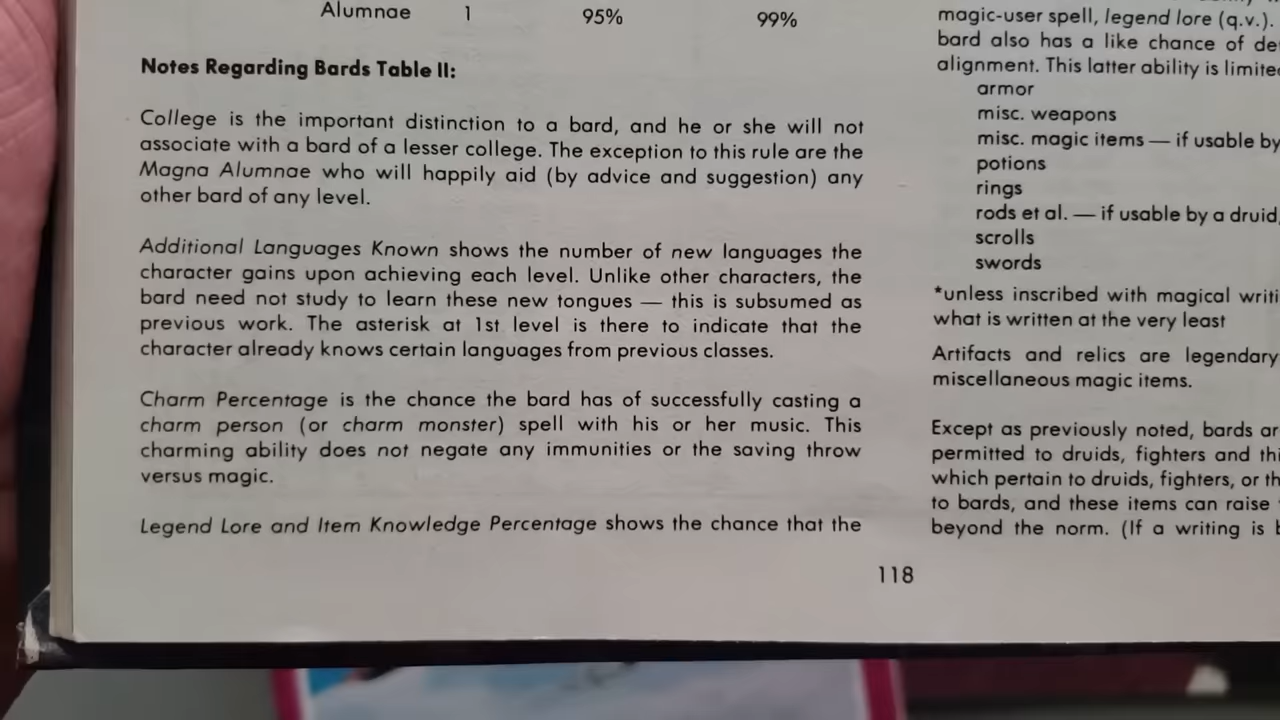 Alumnae 1 95% 99%
Notes Regarding Bards Table II:
College is the important distinction to a bard, and he or she will not
associate with a bard of a lesser college. The exception to this rule are the
Magna Alumnae who will happily aid (by advice and suggestion) any
other bard of any level.
Additional Languages Known shows the number of new languages the
character gains upon achieving each level. Unlike other characters, the
bard need not study to learn these new tongues — this is subsumed as
previous work. The asterisk at 1st level is there to indicate that the
character already knows certain languages from previous classes.
Charm Percentage is the chance the bard has of successfully casting a
charm person (or charm monster) spell with his or her music. This
charming ability does not negate any immunities or the saving throw
versus magic.
Legend Lore and Item Knowledge Percentage shows the chance that the
magic-user spell, legend lore (q.v.).
bard also has a like chance of
alignment. This latter ability is
armor
misc. weapons
misc. magic items — if usable by
potions
rings
rods et al. — if usable by a druid,
scrolls
swords
*unless inscribed with magical
what is written at the very least
Artifacts and relics are legendary
miscellaneous magic items.
Except as previously noted, bards
permitted to druids, fighters and
which pertain to druids, fighters, or
to bards, and these items can raise
beyond the norm. (If a writing is
118